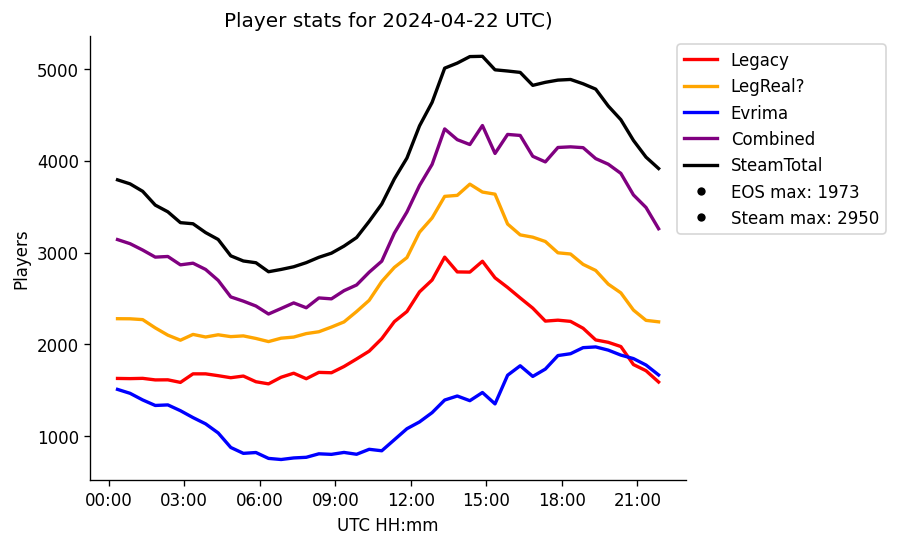 Player stats for 2024-04-22 UTC)
Legacy
LegReal?
Evrima
Combined
SteamTotal
EOS max: 1973
Steam max: 2950
Players
5000
4000
3000
2000
1000
00:00 03:00 06:00 09:00 12:00 15:00 18:00 21:00
UTC HH:mm